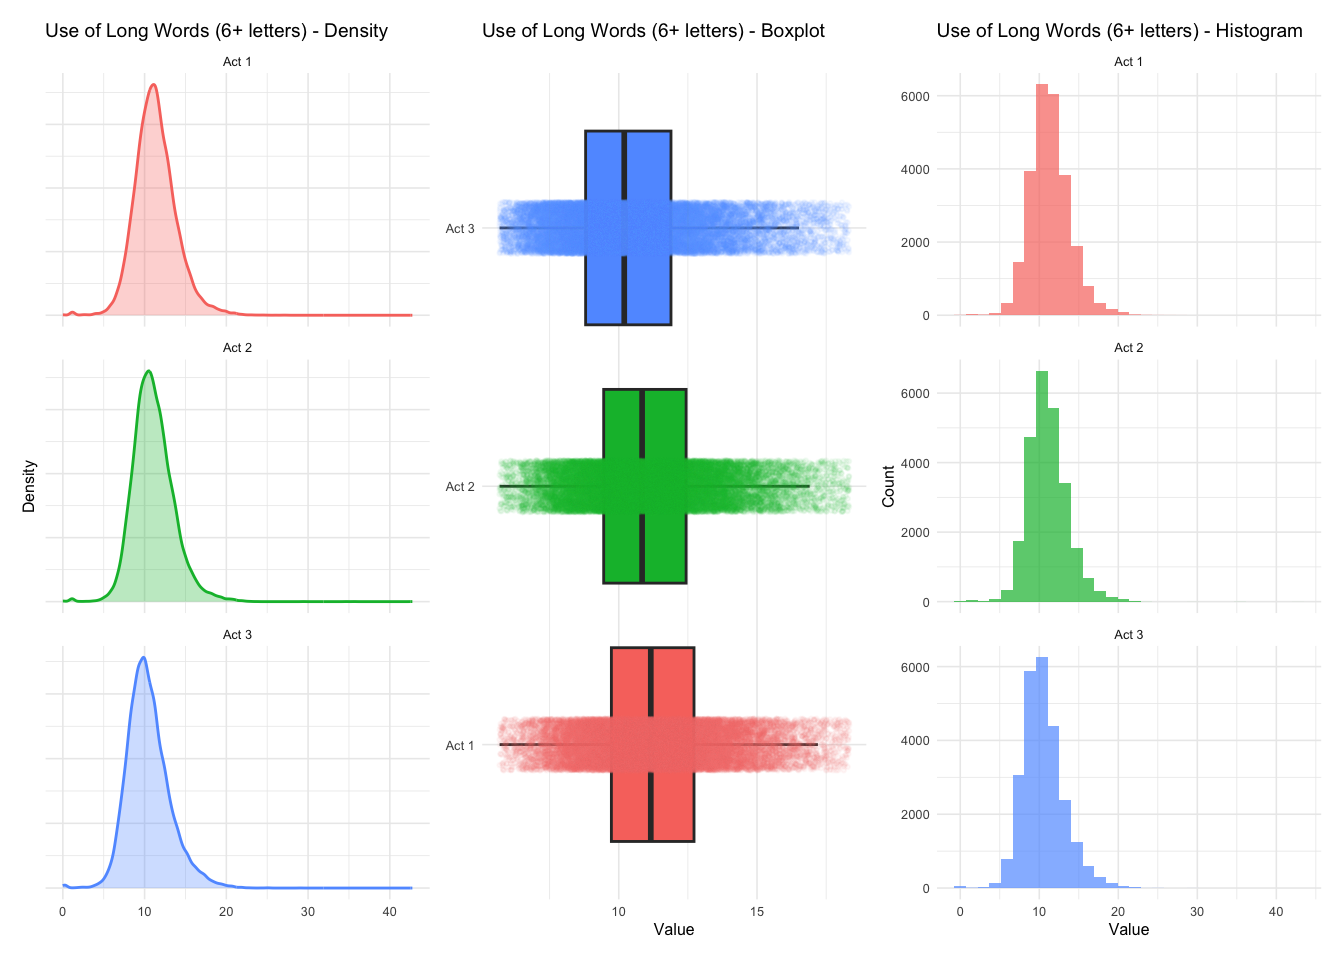 Use of Long Words (6+ letters) - Density
Act 1
Act 2
Act 3
0 10 20 30 40
Density
Use of Long Words (6+ letters) - Boxplot
Act 3
Act 2
Act 1
10 15
Value
Use of Long Words (6+ letters) - Histogram
Act 1
6000
4000
2000
0
Act 2
6000
4000
2000
0
Act 3
6000
4000
2000
0
0 10 20 30 40
Count
Value